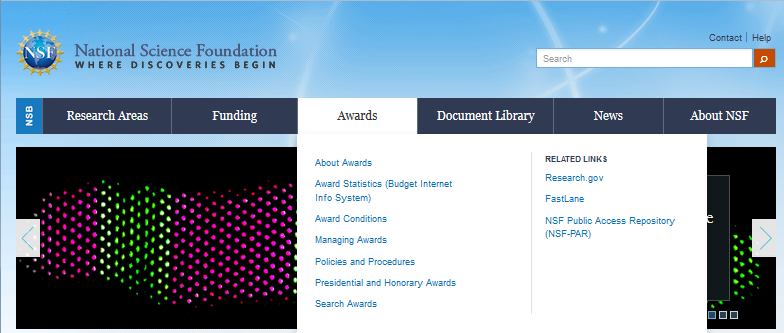 Contact | Help
NSF
National Science Foundation
WHERE DISCOVERIES BEGIN
Search
NSB
Research Areas
Funding
Awards
Document Library
News
About NSF
About Awards
Award Statistics (Budget Internet
Info System)
Award Conditions
Managing Awards
Policies and Procedures
Presidential and Honorary Awards
Search Awards
RELATED LINKS
Research.gov
FastLane
NSF Public Access Repository
(NSF-PAR)
e